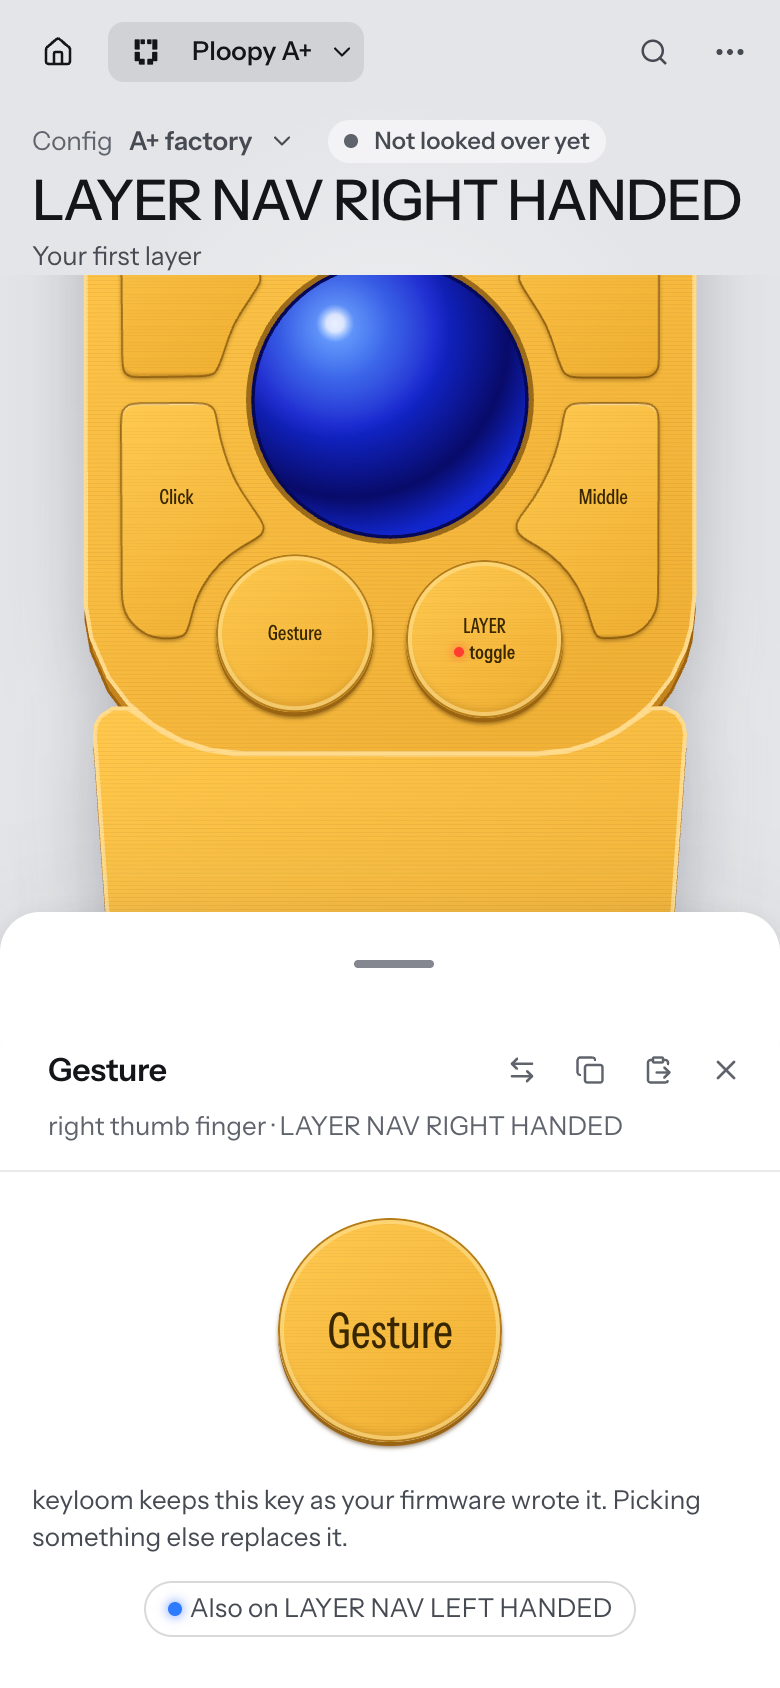 Ploopy A+
Config A+ factory Not looked over yet
LAYER NAV RIGHT HANDED
Your first layer
Click
Middle
Gesture
LAYER
toggle
Gesture
right thumb finger · LAYER NAV RIGHT HANDED
Gesture
keyloom keeps this key as your firmware wrote it. Picking
something else replaces it.
Also on LAYER NAV LEFT HANDED